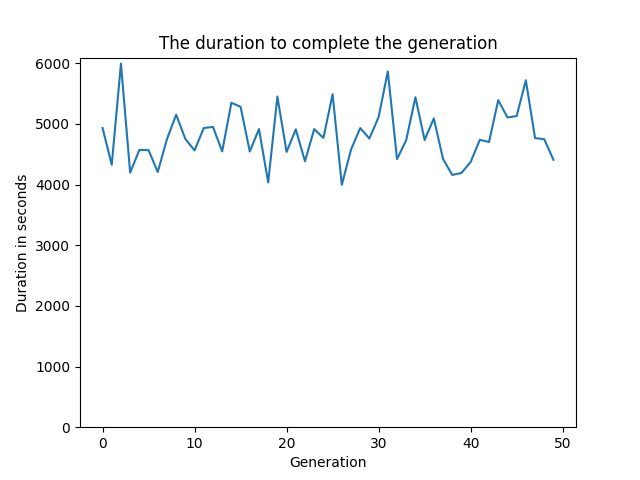 The duration to complete the generation
6000
5000
4000
3000
2000
1000
0
Duration in seconds
0 10 20 30 40 50
Generation